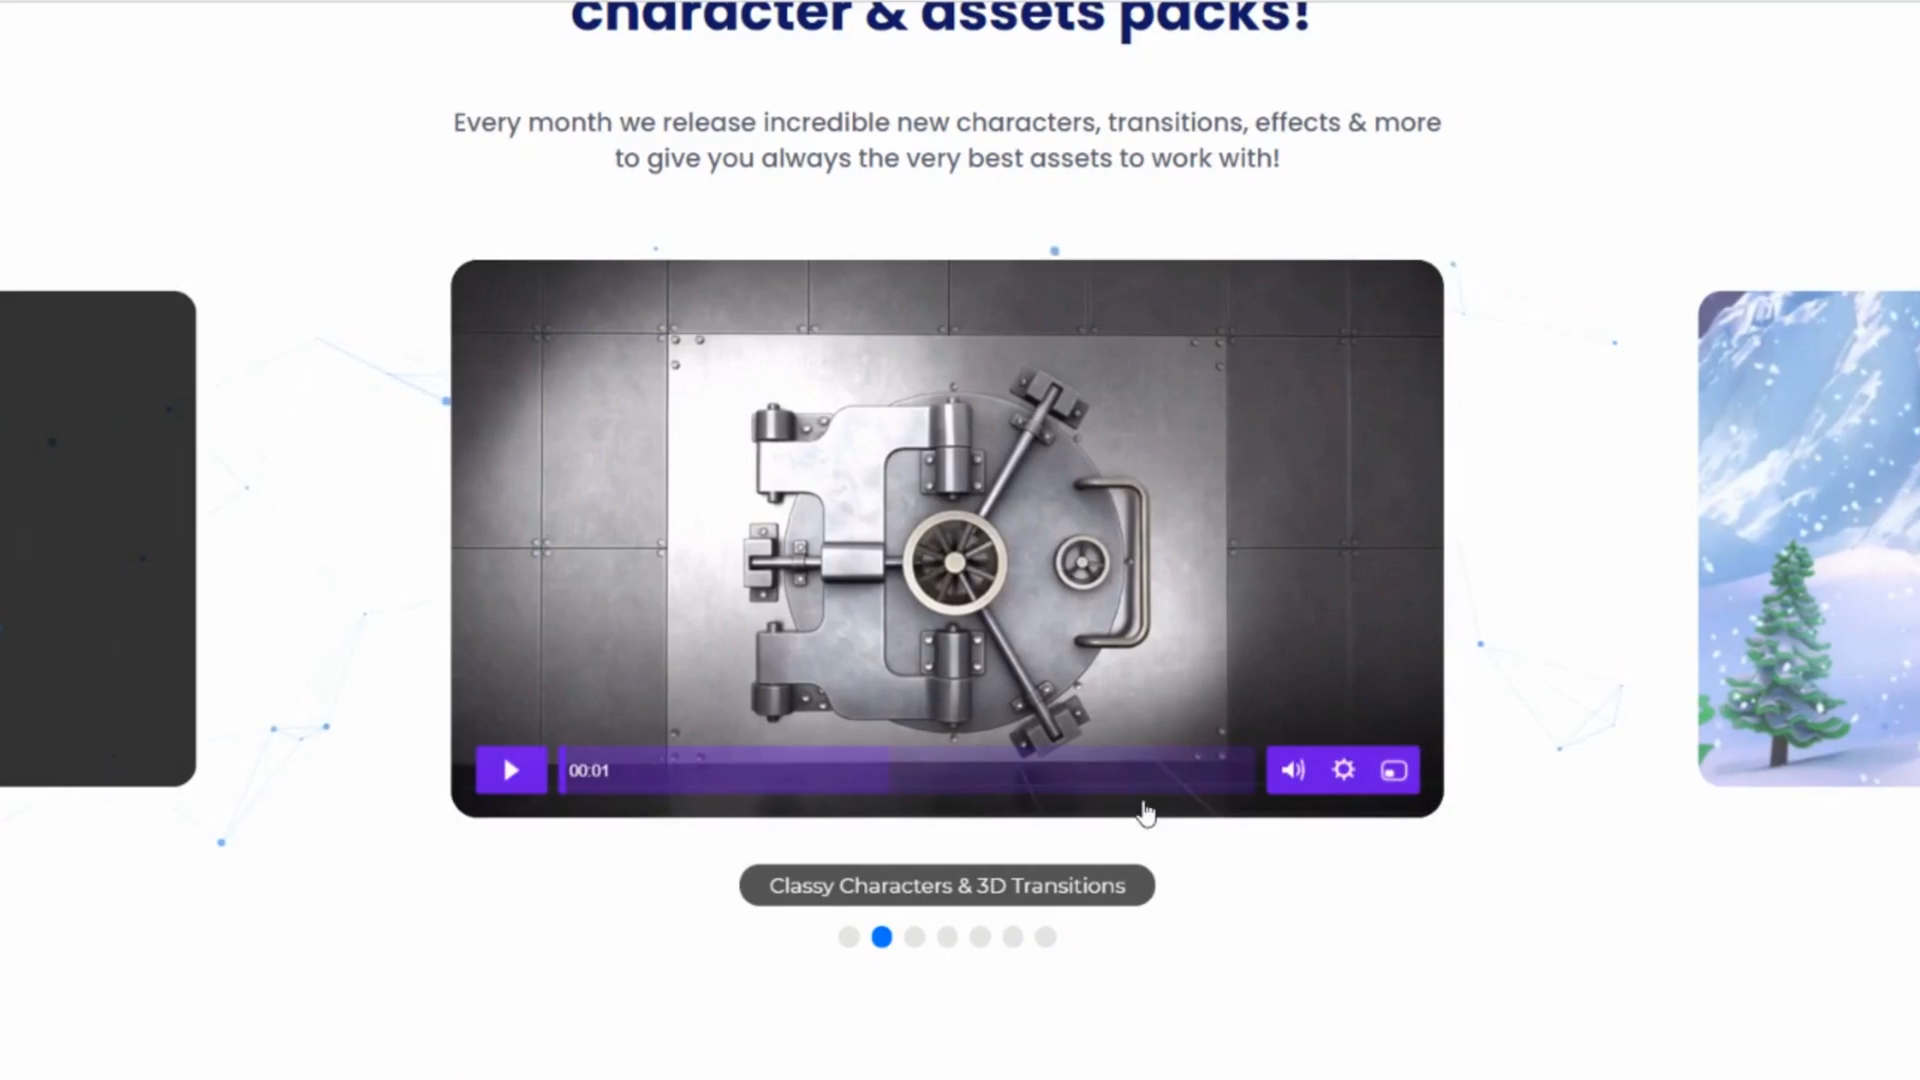 character & assets packs!
Every month we release incredible new characters, transitions, effects & more
to give you always the very best assets to work with!
00:01
Classy Characters & 3D Transitions